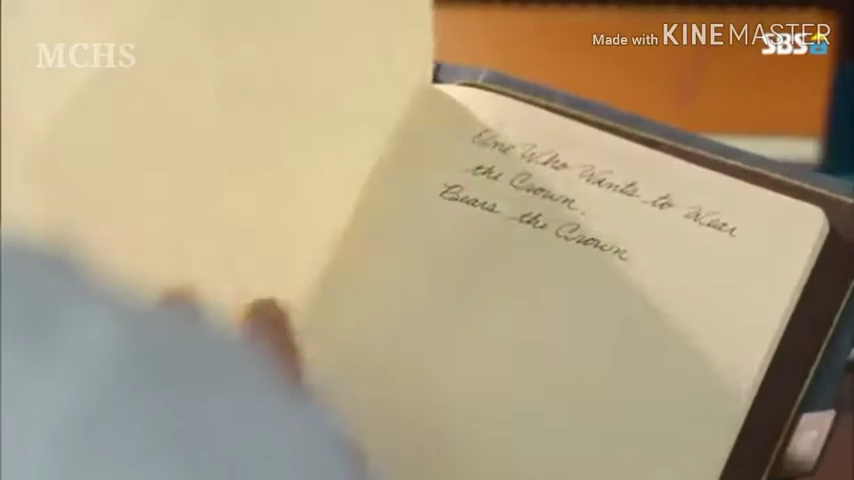 MCHS
Made with KINEMASTER
SBS
One Who Wants to Wear
the Crown,
Bears the Crown